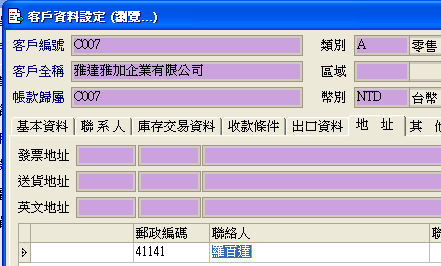 客戶資料設定 (瀏覽...)
客戶編號 C007 類別 A 零售
客戶全稱 雅達雅加企業有限公司 區域
帳款歸屬 C007 幣別 NTD 台幣
基本資料 聯 系 人 庫存交易資料 收款條件 出口資料 地 址 其
發票地址
送貨地址
英文地址
郵政編碼 聯絡人
41141 羅百達